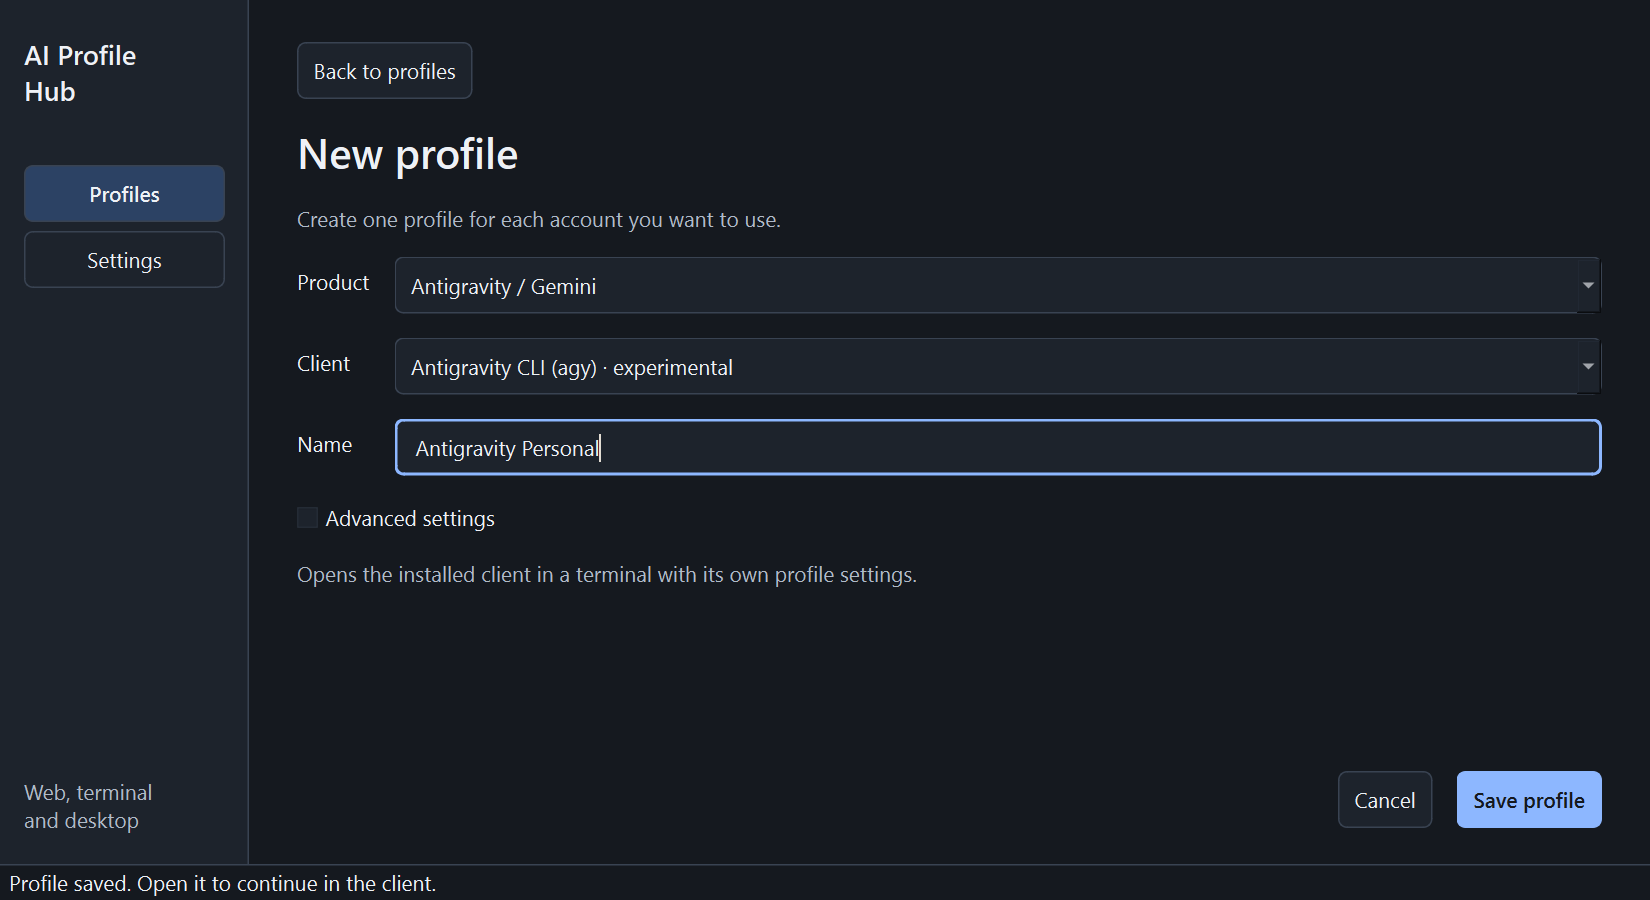 AI Profile
Hub
Profiles
Settings
Web, terminal
and desktop
Back to profiles
New profile
Create one profile for each account you want to use.
Product
Antigravity / Gemini
Client
Antigravity CLI (agy) · experimental
Name
Antigravity Personal
Advanced settings
Opens the installed client in a terminal with its own profile settings.
Cancel
Save profile
Profile saved. Open it to continue in the client.